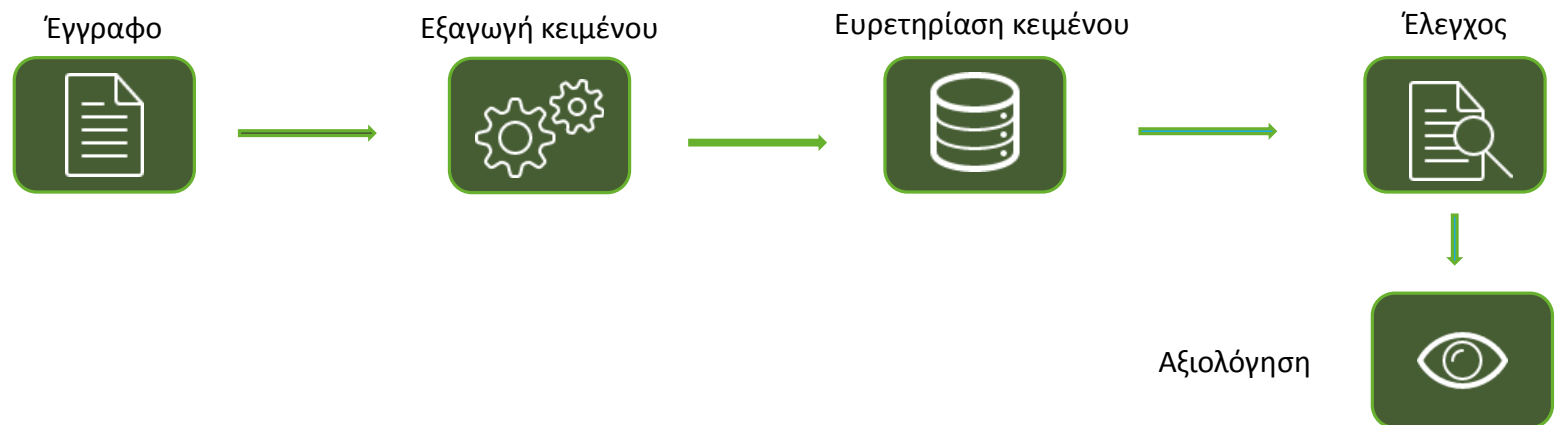 Έγγραφο
Εξαγωγή κειμένου
Ευρετηρίαση κειμένου
Έλεγχος
Αξιολόγηση